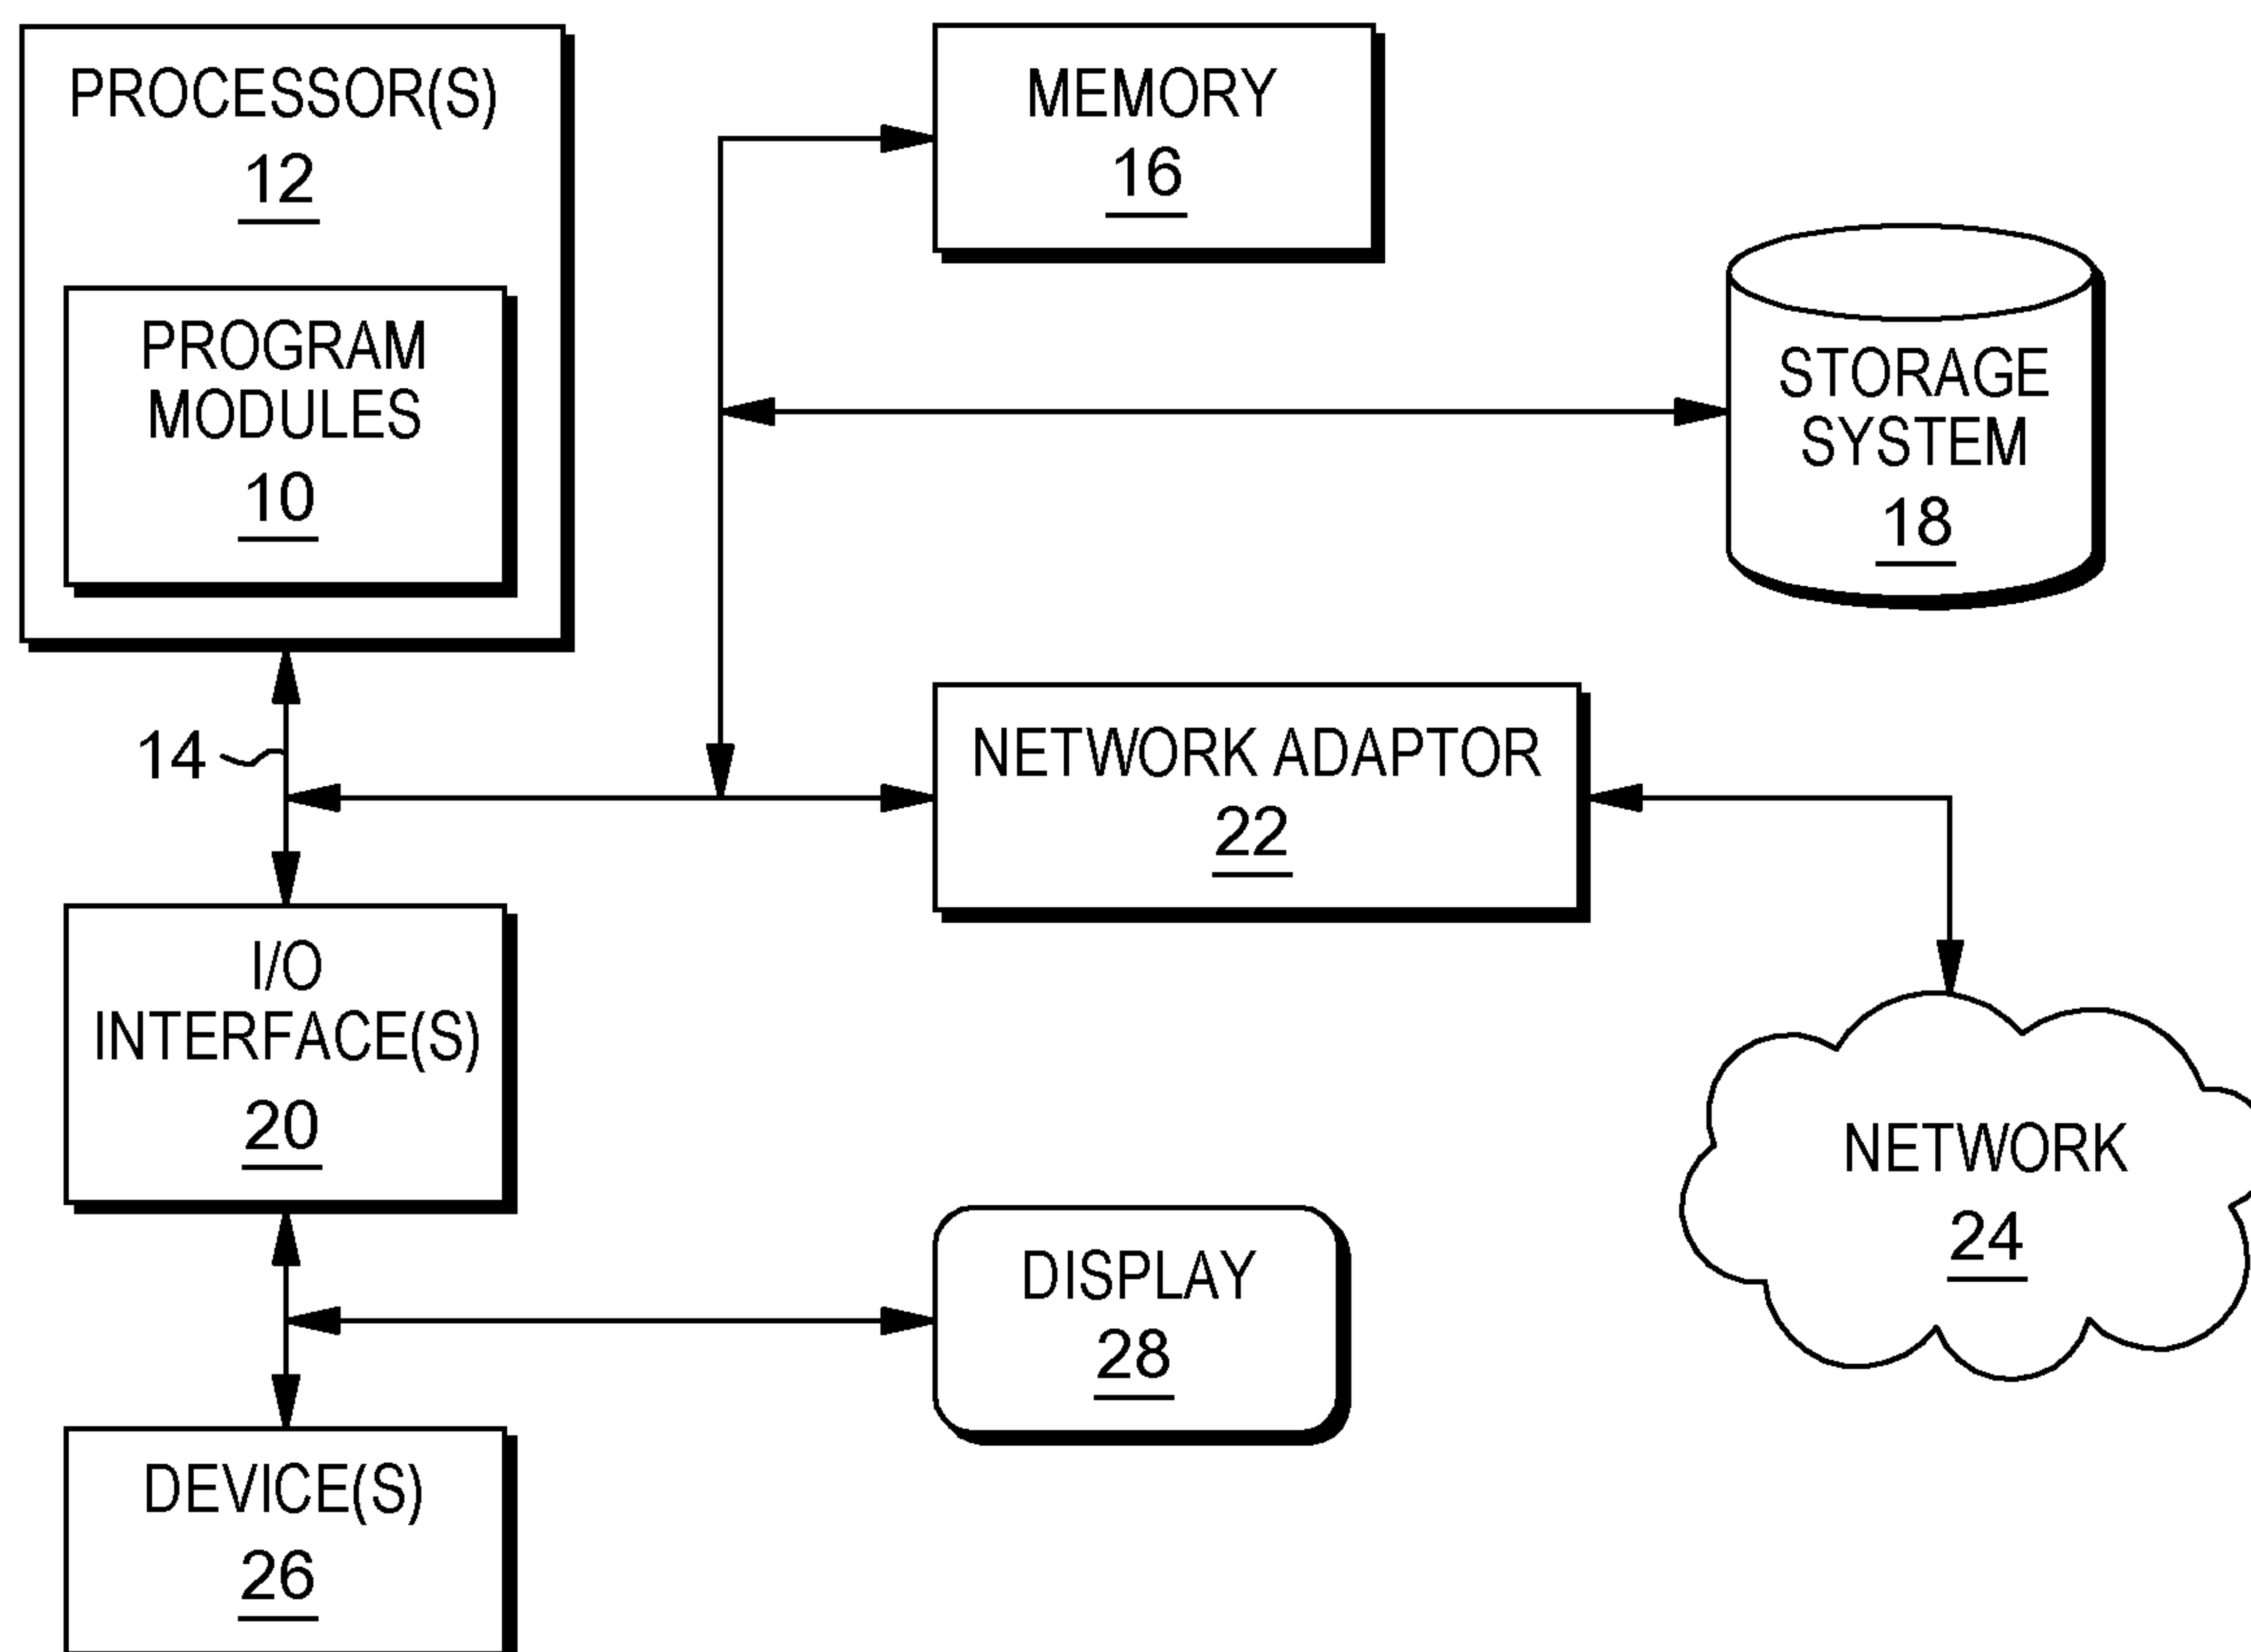 PROCESSOR(S)
12
PROGRAM
MODULES
10
MEMORY
16
STORAGE
SYSTEM
18
14
NETWORK ADAPTOR
22
I/O
INTERFACE(S)
20
NETWORK
24
DISPLAY
28
DEVICE(S)
26